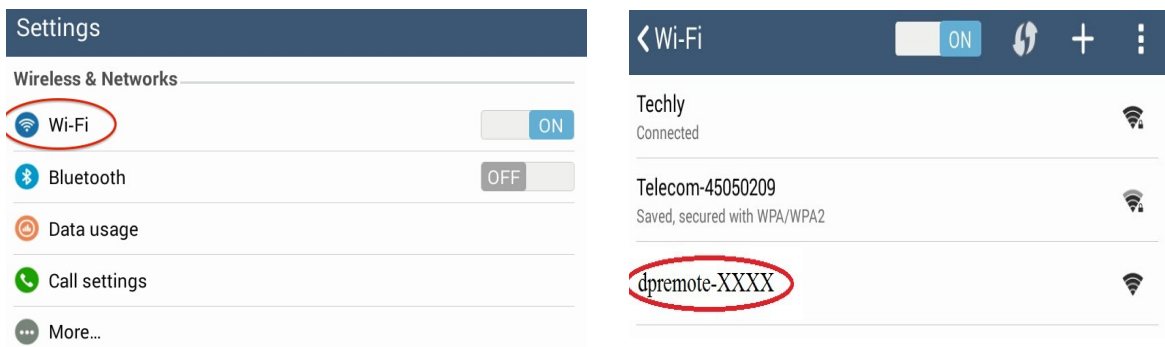 Settings
Wireless & Networks
Wi-Fi ON
Bluetooth OFF
Data usage
Call settings
More...
Wi-Fi ON
Techly
Connected
Telecom-45050209
Saved, secured with WPA/WPA2
dpremote-XXXX